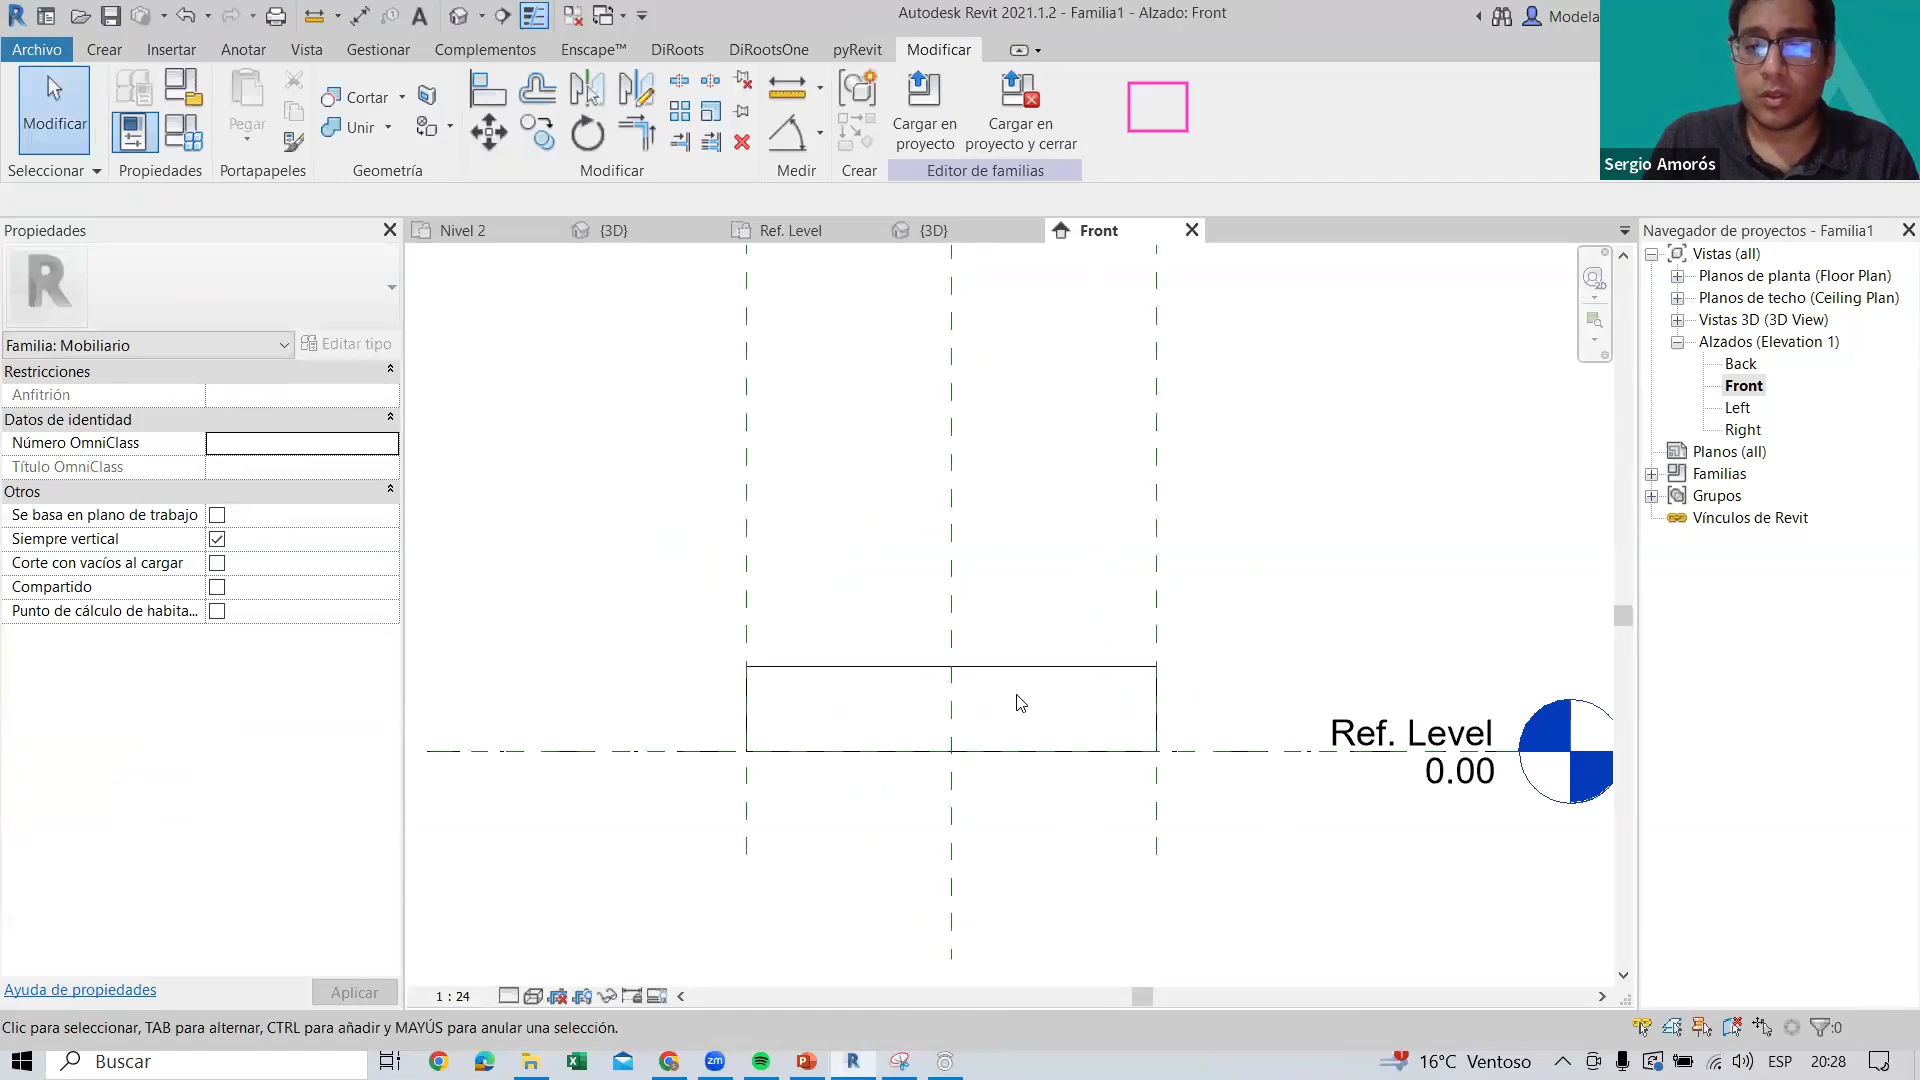 Autodesk Revit 2021.1.2 - Familia1 - Alzado: Front
Modela
Archivo
Crear
Insertar
Anotar
Vista
Gestionar
Complementos
Enscape™
DiRoots
DiRootsOne
pyRevit
Modificar
Modificar
Pegar
Cortar
Unir
Cargar en proyecto
Cargar en proyecto y cerrar
Seleccionar
Propiedades
Portapapeles
Geometría
Modificar
Medir
Crear
Editor de familias
Sergio Amorós
Propiedades
Nivel 2
{3D}
Ref. Level
{3D}
Front
Navegador de proyectos - Familia1
R
Familia: Mobiliario
Editar tipo
Restricciones
Anfitrión
Datos de identidad
Número OmniClass
Título OmniClass
Otros
Se basa en plano de trabajo
Siempre vertical
Corte con vacíos al cargar
Compartido
Punto de cálculo de habita...
Ayuda de propiedades
Aplicar
Ref. Level
0.00
2D
Vistas (all)
Planos de planta (Floor Plan)
Planos de techo (Ceiling Plan)
Vistas 3D (3D View)
Alzados (Elevation 1)
Back
Front
Left
Right
Planos (all)
Familias
Grupos
Vínculos de Revit
1 : 24
Clic para seleccionar, TAB para alternar, CTRL para añadir y MAYÚS para anular una selección.
:0
Buscar
zm
16°C Ventoso
ESP
20:28